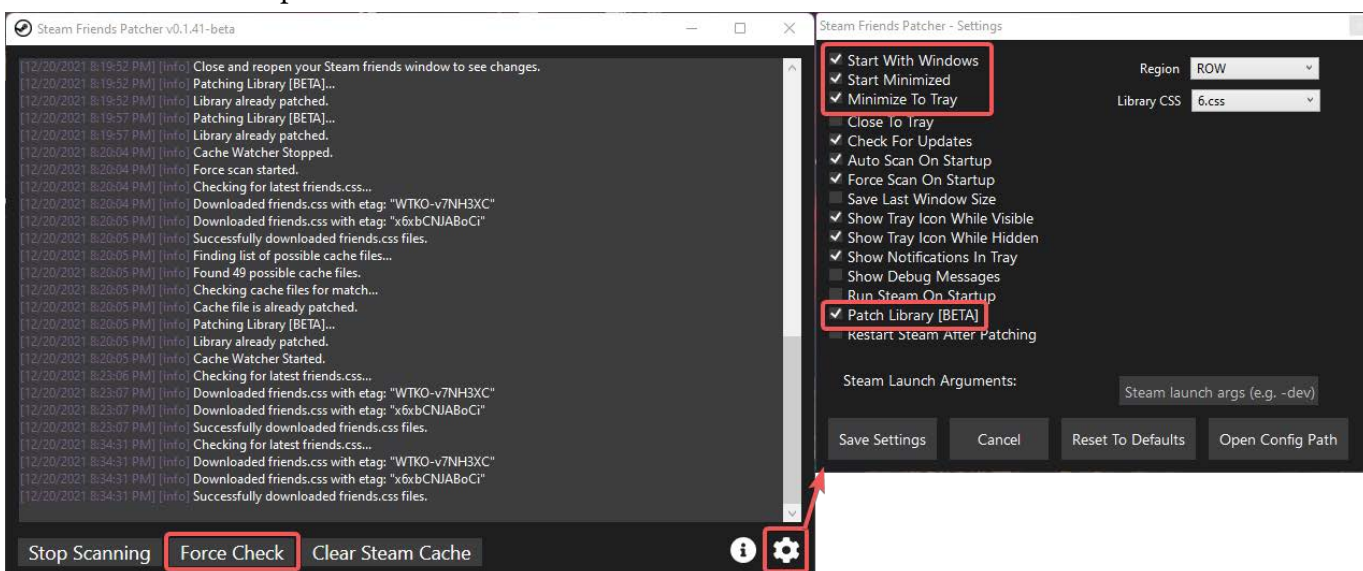 Steam Friends Patcher v0.1.41-beta
[12/20/2021 8:19:52 PM] [info] Close and reopen your Steam friends window to see changes.
[12/20/2021 8:19:52 PM] [info] Patching Library [BETA]...
[12/20/2021 8:19:52 PM] [info] Library already patched.
[12/20/2021 8:19:57 PM] [info] Patching Library [BETA]...
[12/20/2021 8:19:57 PM] [info] Library already patched.
[12/20/2021 8:20:04 PM] [info] Cache Watcher Stopped.
[12/20/2021 8:20:04 PM] [info] Force scan started.
[12/20/2021 8:20:04 PM] [info] Checking for latest friends.css...
[12/20/2021 8:20:04 PM] [info] Downloaded friends.css with etag: "WTKO-v7NH3XC"
[12/20/2021 8:20:05 PM] [info] Downloaded friends.css with etag: "x6xbCNJABoCi"
[12/20/2021 8:20:05 PM] [info] Successfully downloaded friends.css files.
[12/20/2021 8:20:05 PM] [info] Finding list of possible cache files...
[12/20/2021 8:20:05 PM] [info] Found 49 possible cache files.
[12/20/2021 8:20:05 PM] [info] Checking cache files for match...
[12/20/2021 8:20:05 PM] [info] Cache file is already patched.
[12/20/2021 8:20:05 PM] [info] Patching Library [BETA]...
[12/20/2021 8:20:05 PM] [info] Library already patched.
[12/20/2021 8:20:05 PM] [info] Cache Watcher Started.
[12/20/2021 8:23:06 PM] [info] Checking for latest friends.css...
[12/20/2021 8:23:07 PM] [info] Downloaded friends.css with etag: "WTKO-v7NH3XC"
[12/20/2021 8:23:07 PM] [info] Downloaded friends.css with etag: "x6xbCNJABoCi"
[12/20/2021 8:23:07 PM] [info] Successfully downloaded friends.css files.
[12/20/2021 8:34:31 PM] [info] Checking for latest friends.css...
[12/20/2021 8:34:31 PM] [info] Downloaded friends.css with etag: "WTKO-v7NH3XC"
[12/20/2021 8:34:31 PM] [info] Downloaded friends.css with etag: "x6xbCNJABoCi"
[12/20/2021 8:34:31 PM] [info] Successfully downloaded friends.css files.
Stop Scanning Force Check Clear Steam Cache
Steam Friends Patcher - Settings
Start With Windows
Start Minimized
Minimize To Tray
Close To Tray
Check For Updates
Auto Scan On Startup
Force Scan On Startup
Save Last Window Size
Show Tray Icon While Visible
Show Tray Icon While Hidden
Show Notifications In Tray
Show Debug Messages
Run Steam On Startup
Patch Library [BETA]
Restart Steam After Patching
Region ROW
Library CSS 6.css
Steam Launch Arguments: Steam launch args (e.g. -dev)
Save Settings Cancel Reset To Defaults Open Config Path